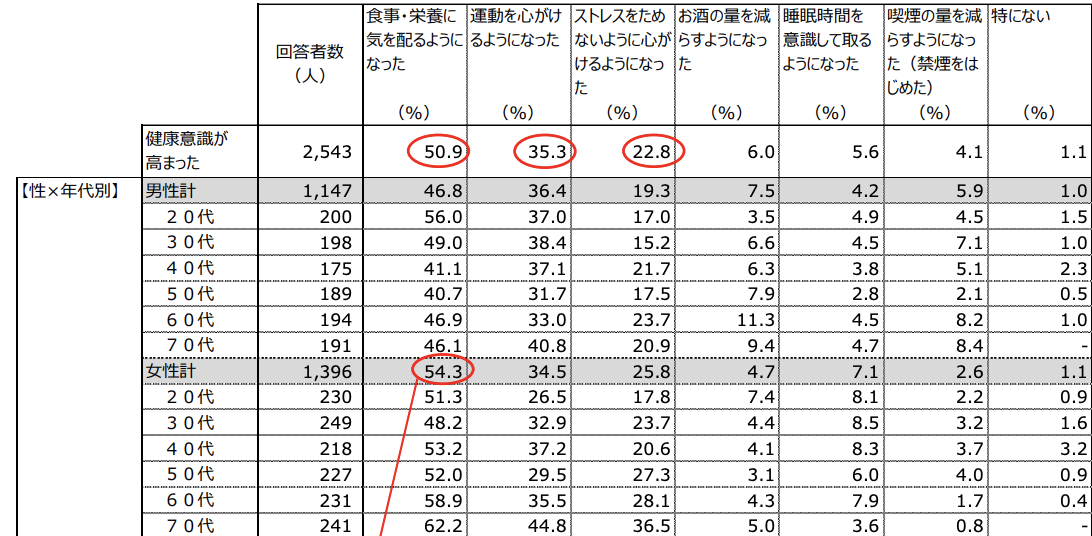 食事・栄養に 運動を心がけ ストレスをため お酒の量を減 睡眠時間を 喫煙の量を減 特にない
気を配るように るようになった ないように心が らすようになっ 意識して取る らすようになっ
回答者数 なった けるようになっ た ようになった た（禁煙をは
（人） た じめた）
（%） （%） （%） （%） （%） （%） （%）
健康意識が
高まった 2,543 50.9 35.3 22.8 6.0 5.6 4.1 1.1
【性×年代別】 男性計 1,147 46.8 36.4 19.3 7.5 4.2 5.9 1.0
２０代 200 56.0 37.0 17.0 3.5 4.9 4.5 1.5
３０代 198 49.0 38.4 15.2 6.6 4.5 7.1 1.0
４０代 175 41.1 37.1 21.7 6.3 3.8 5.1 2.3
５０代 189 40.7 31.7 17.5 7.9 2.8 2.1 0.5
６０代 194 46.9 33.0 23.7 11.3 4.5 8.2 1.0
７０代 191 46.1 40.8 20.9 9.4 4.7 8.4 -
女性計 1,396 54.3 34.5 25.8 4.7 7.1 2.6 1.1
２０代 230 51.3 26.5 17.8 7.4 8.1 2.2 0.9
３０代 249 48.2 32.9 23.7 4.4 8.5 3.2 1.6
４０代 218 53.2 37.2 20.6 4.1 8.3 3.7 3.2
５０代 227 52.0 29.5 27.3 3.1 6.0 4.0 0.9
６０代 231 58.9 35.5 28.1 4.3 7.9 1.7 0.4
７０代 241 62.2 44.8 36.5 5.0 3.6 0.8 -